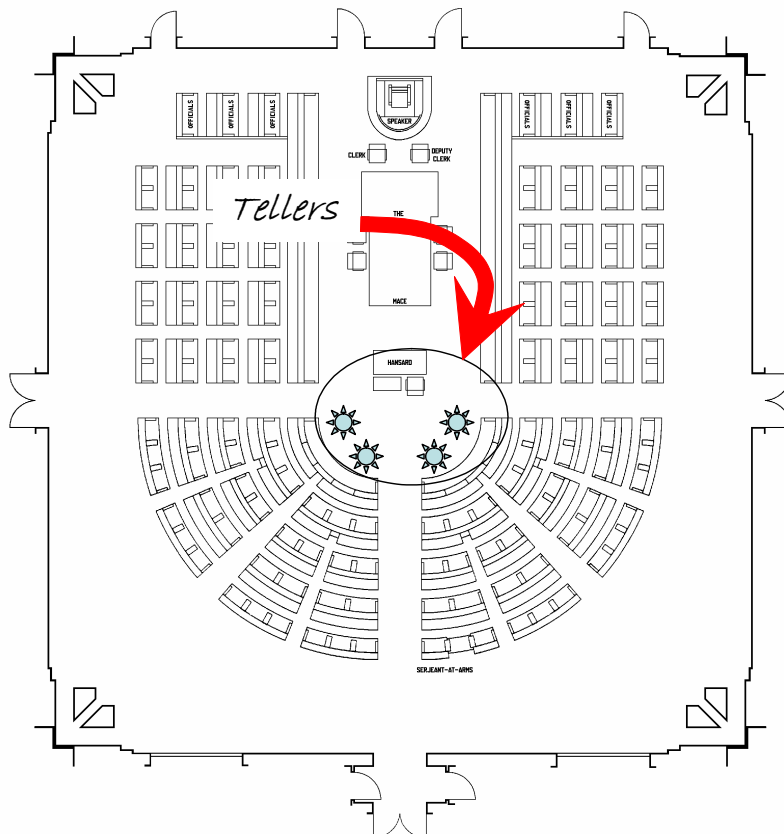 OFFICIALS
OFFICIALS
OFFICIALS
SPEAKER
OFFICIALS
OFFICIALS
OFFICIALS
CLERK
DEPUTY
CLERK
Tellers
THE
MACE
HANSARD
SERJEANT-AT-ARMS